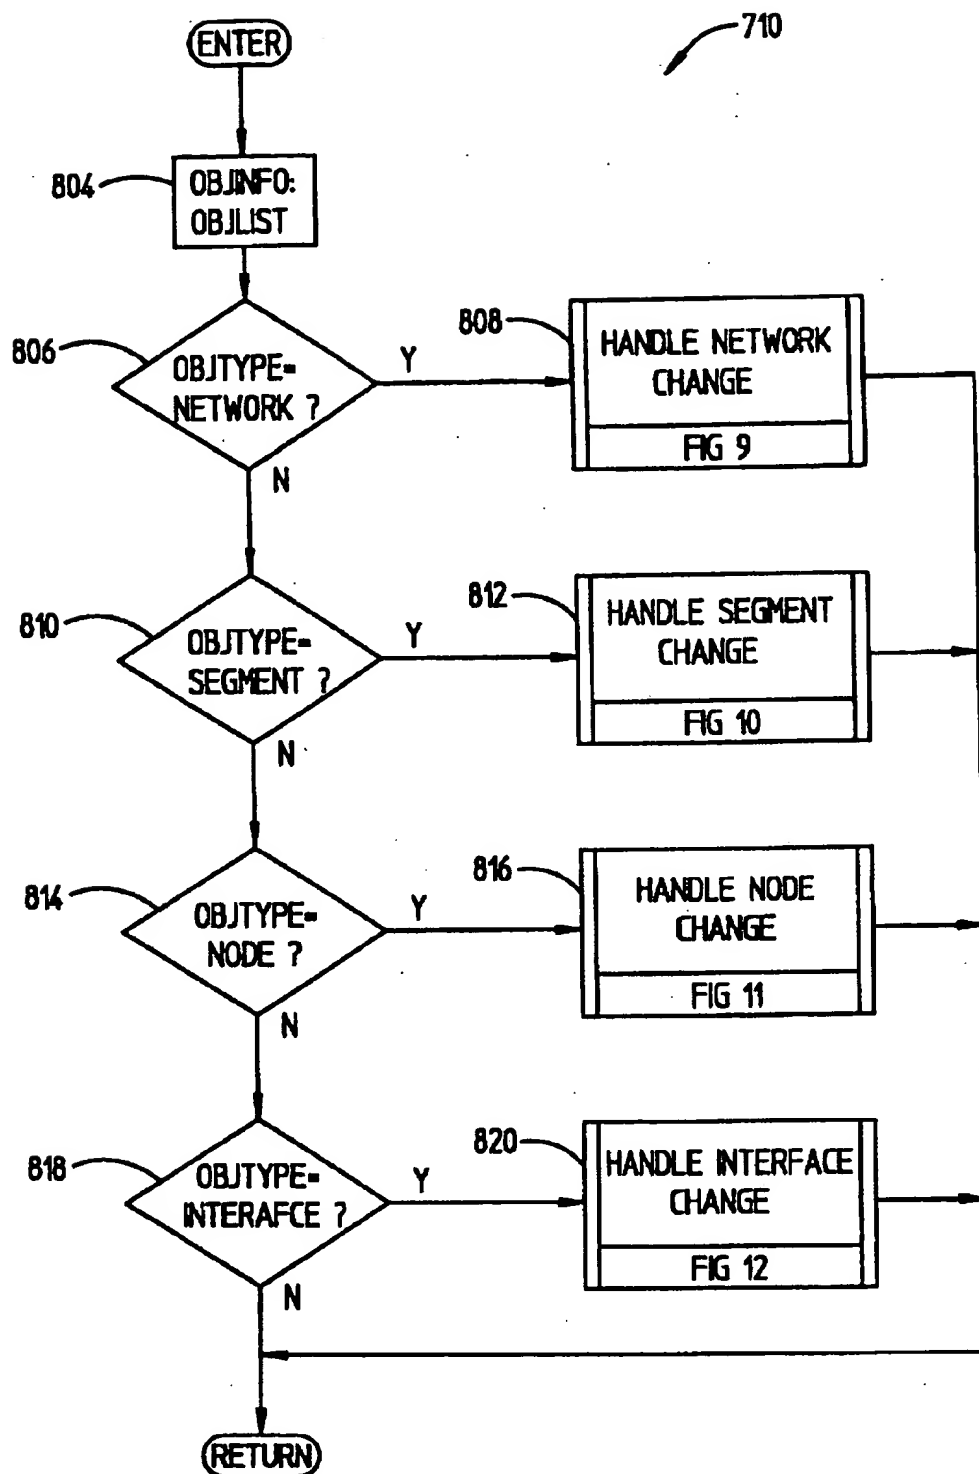 710
ENTER
804
OBJINFO:
OBJLIST
806
OBJTYPE=
NETWORK ?
Y
N
808
HANDLE NETWORK
CHANGE
FIG 9
810
OBJTYPE=
SEGMENT ?
Y
N
812
HANDLE SEGMENT
CHANGE
FIG 10
814
OBJTYPE=
NODE ?
Y
N
816
HANDLE NODE
CHANGE
FIG 11
818
OBJTYPE=
INTERAFCE ?
Y
N
820
HANDLE INTERFACE
CHANGE
FIG 12
RETURN